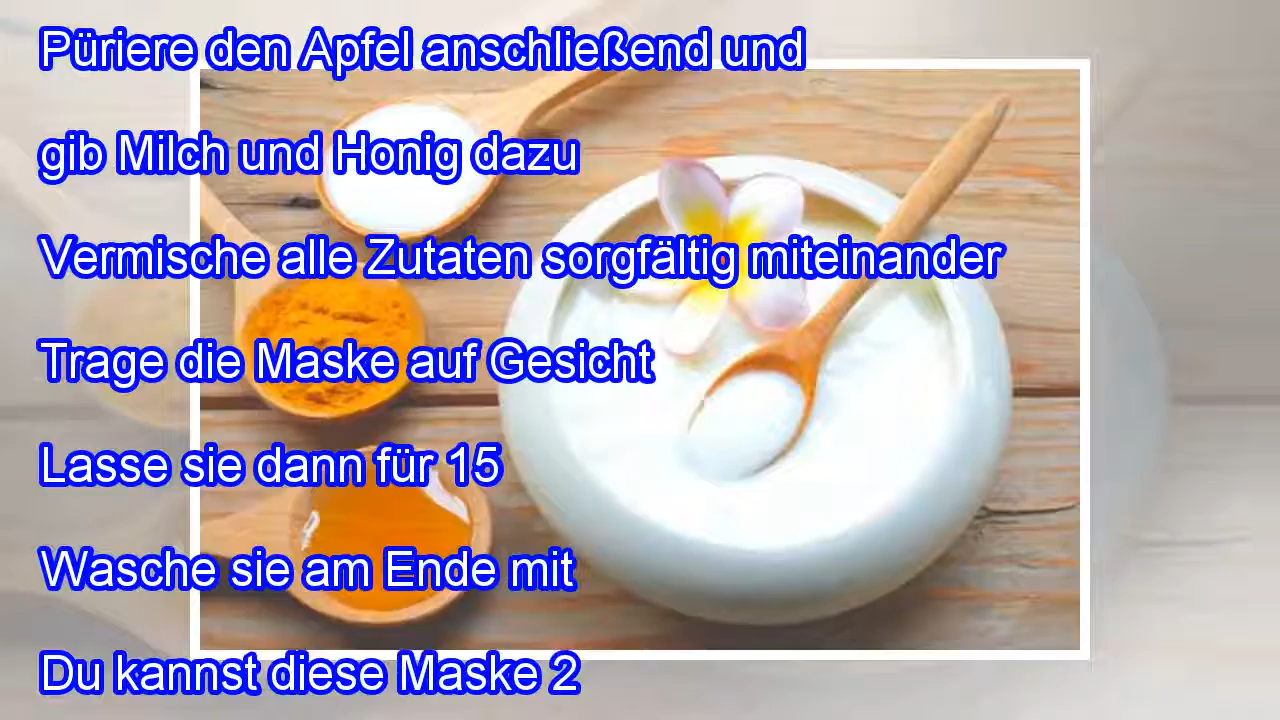 Püriere den Apfel anschließend und
gib Milch und Honig dazu
Vermische alle Zutaten sorgfältig miteinander
Trage die Maske auf Gesicht
Lasse sie dann für 15
Wasche sie am Ende mit
Du kannst diese Maske 2